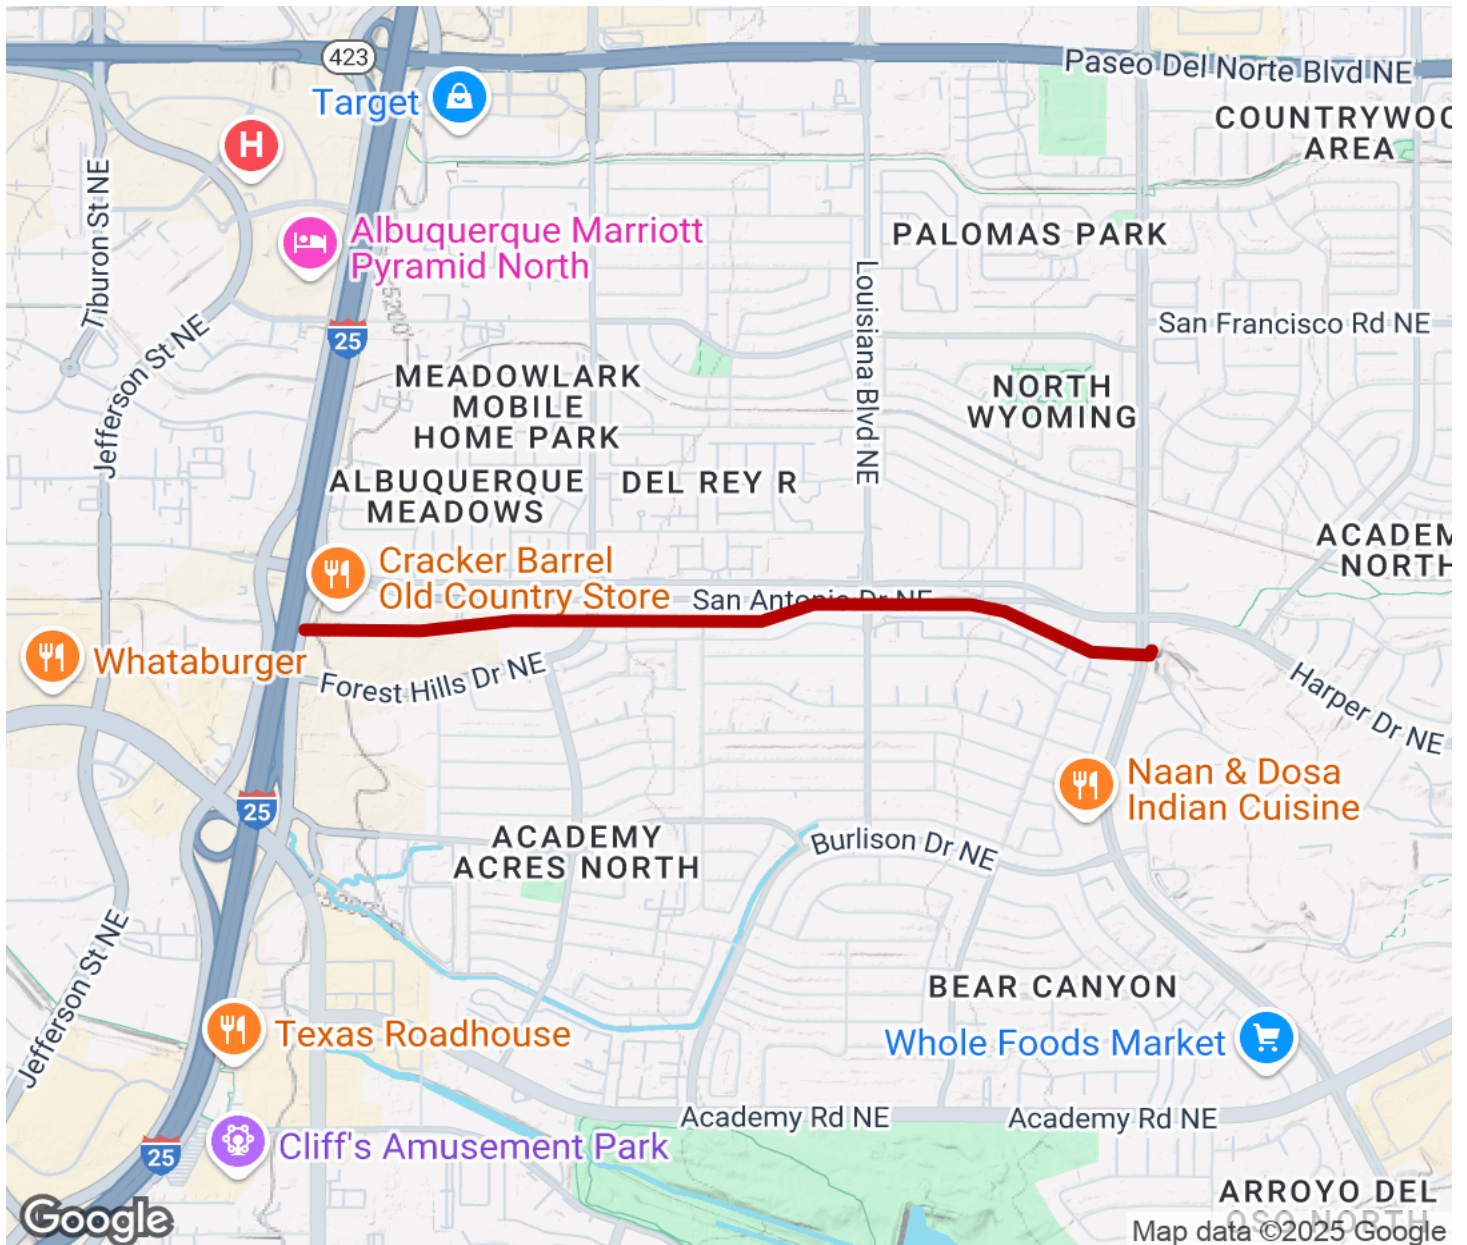 423
Paseo Del Norte Blvd NE
Target
COUNTRYWOO
AREA
H
Tiburon St NE
Albuquerque Marriott
Pyramid North
PALOMAS PARK
5200'
Louisiana Blvd NE
San Francisco Rd NE
25
Jefferson St NE
MEADOWLARK
MOBILE
HOME PARK
NORTH
WYOMING
ALBUQUERQUE
MEADOWS
DEL REY R
ACADEM
NORTH
Cracker Barrel
Old Country Store
San Antonio Dr NE
Whataburger
Forest Hills Dr NE
Harper Dr NE
Naan & Dosa
Indian Cuisine
25
ACADEMY
ACRES NORTH
Burlison Dr NE
Jefferson St NE
BEAR CANYON
Texas Roadhouse
Whole Foods Market
Academy Rd NE
Academy Rd NE
Cliff's Amusement Park
25
ARROYO DEL
OSO NORTH
Google
Map data ©2025 Google